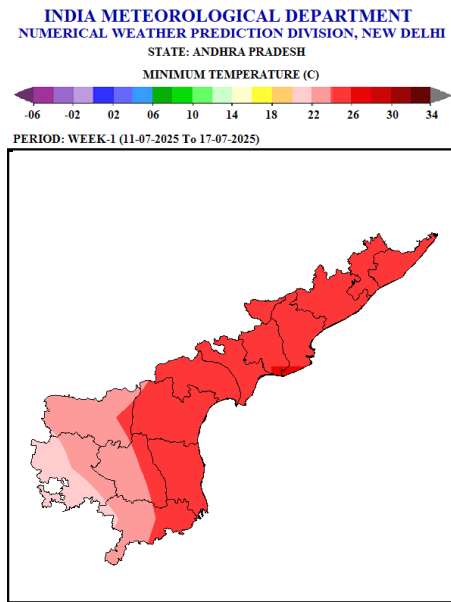 INDIA METEOROLOGICAL DEPARTMENT
NUMERICAL WEATHER PREDICTION DIVISION, NEW DELHI
STATE: ANDHRA PRADESH
MINIMUM TEMPERATURE (C)
-06 -02 02 06 10 14 18 22 26 30 34
PERIOD: WEEK-1 (11-07-2025 To 17-07-2025)